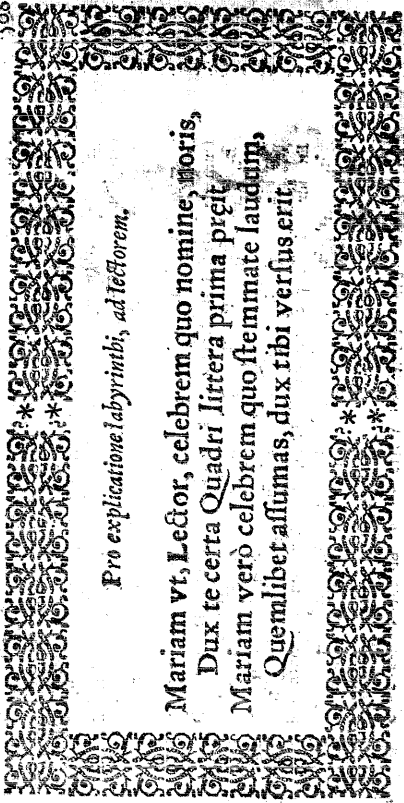 Pro explicatione labyrinthi, ad lectorem.
Mariam vt, Lector, celebrem quo nomine, noris,
Dux te certa Quadri littera prima pręit
Mariam verò celebrem quo ſtemmate laudum,
Quemlibet aſſumas, dux tibi verſus erit,